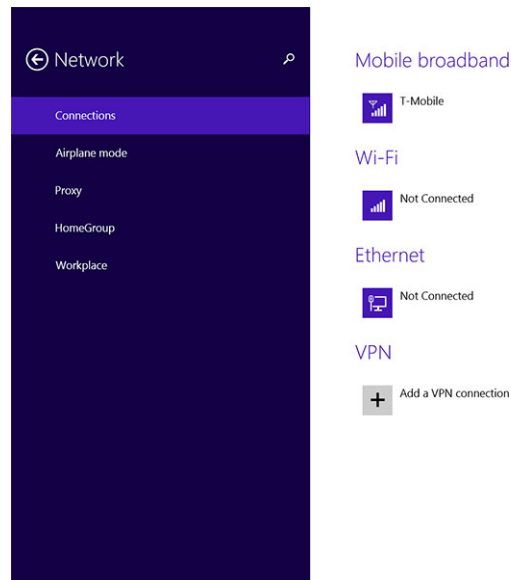 Network
Connections
Airplane mode
Proxy
HomeGroup
Workplace
Mobile broadband
T-Mobile
Wi-Fi
Not Connected
Ethernet
Not Connected
VPN
Add a VPN connection